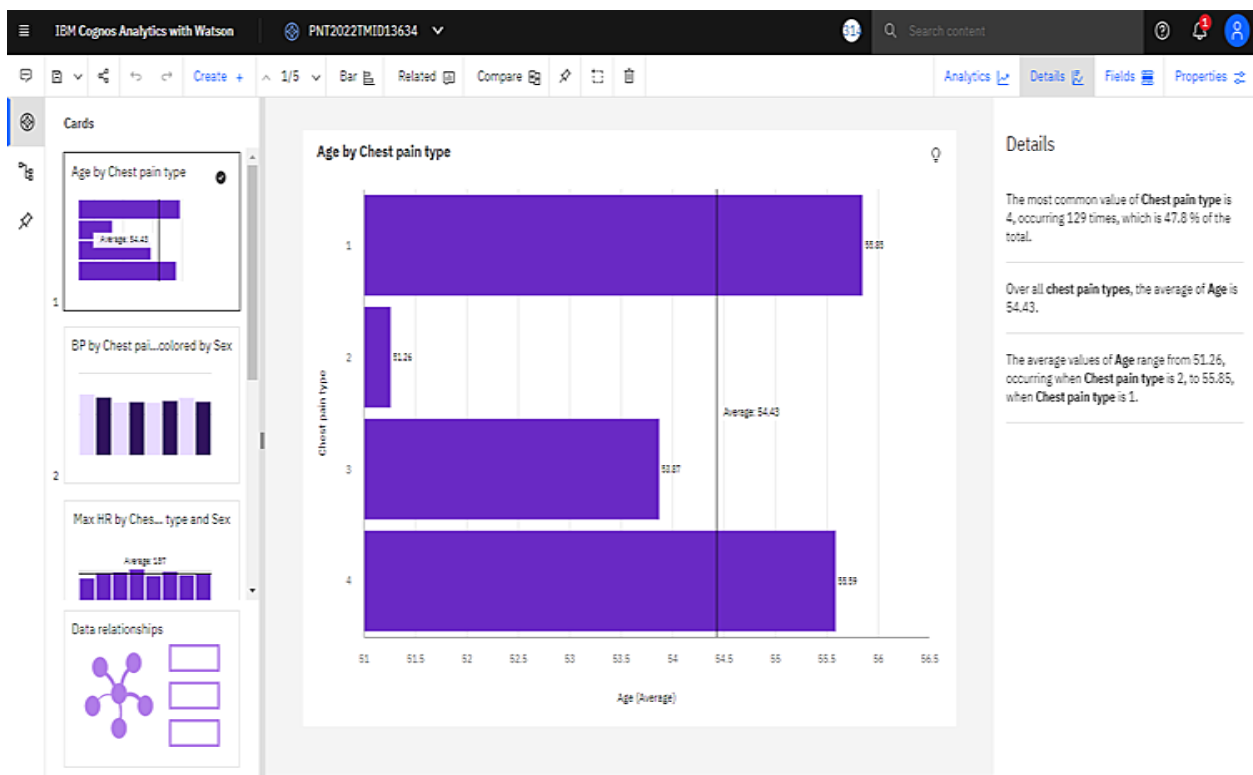 IBM Cognos Analytics with Watson
PNT2022TMID13634
Search content
1
Create +
1/5
Bar
Related
Compare
Analytics
Details
Fields
Properties
Cards
Age by Chest pain type
Average: 54.43
1
BP by Chest pai...colored by Sex
2
Max HR by Ches... type and Sex
Data relationships
Age by Chest pain type
Chest pain type
1
55.85
2
51.26
Average: 54.43
3
53.87
4
55.59
51 51.5 52 52.5 53 53.5 54 54.5 55 55.5 56 56.5
Age (Average)
Details
The most common value of Chest pain type is
4, occurring 129 times, which is 47.8 % of the
total.
Over all chest pain types, the average of Age is
54.43.
The average values of Age range from 51.26,
occurring when Chest pain type is 2, to 55.85,
when Chest pain type is 1.